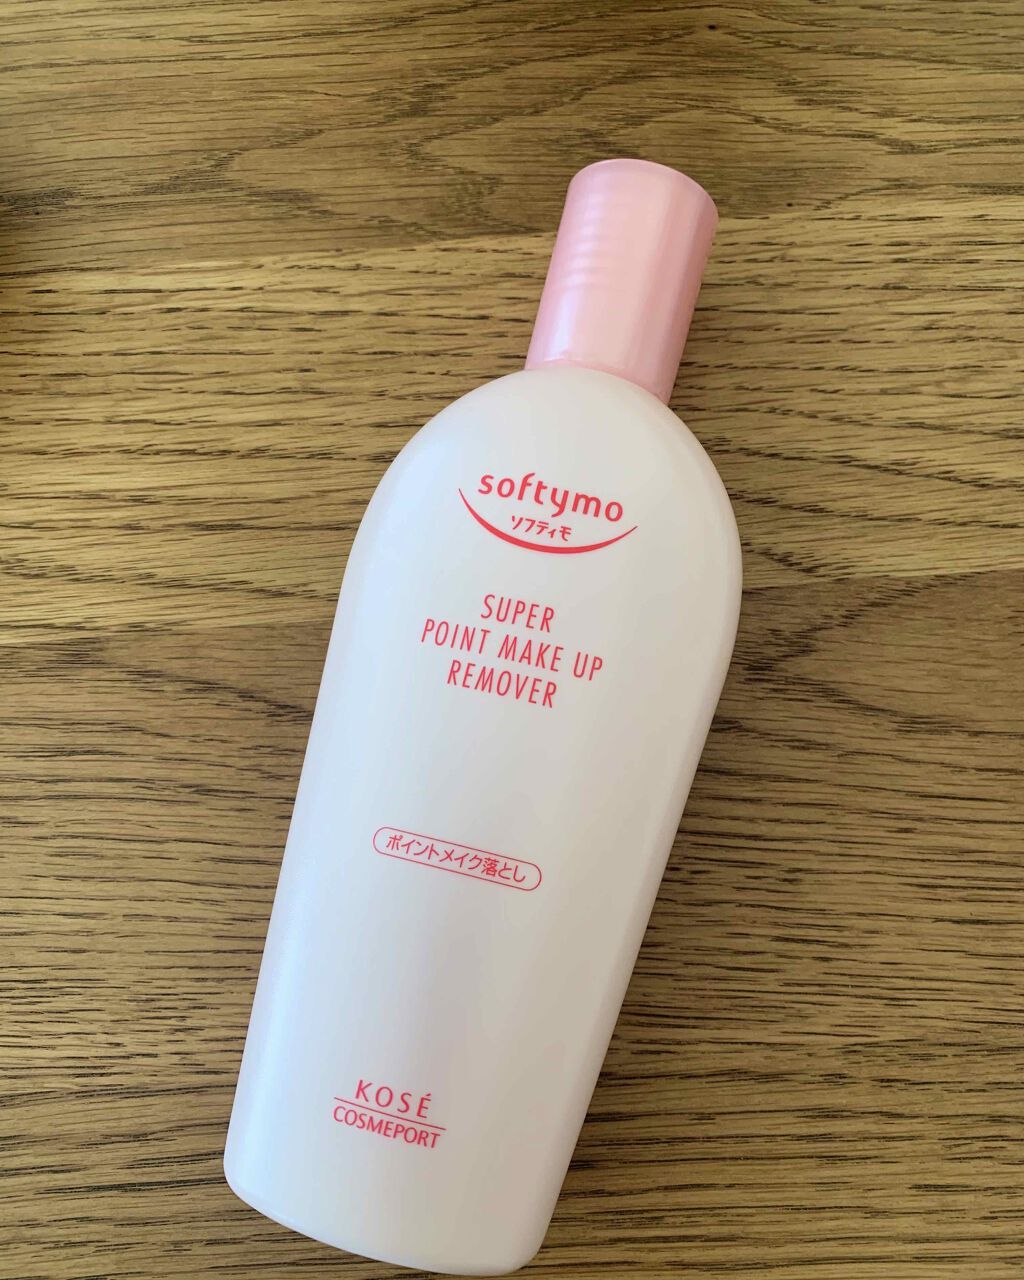 softymo
ソフティモ
SUPER
POINT MAKE UP
REMOVER
ポイントメイク落とし
KOSÉ
COSMEPORT